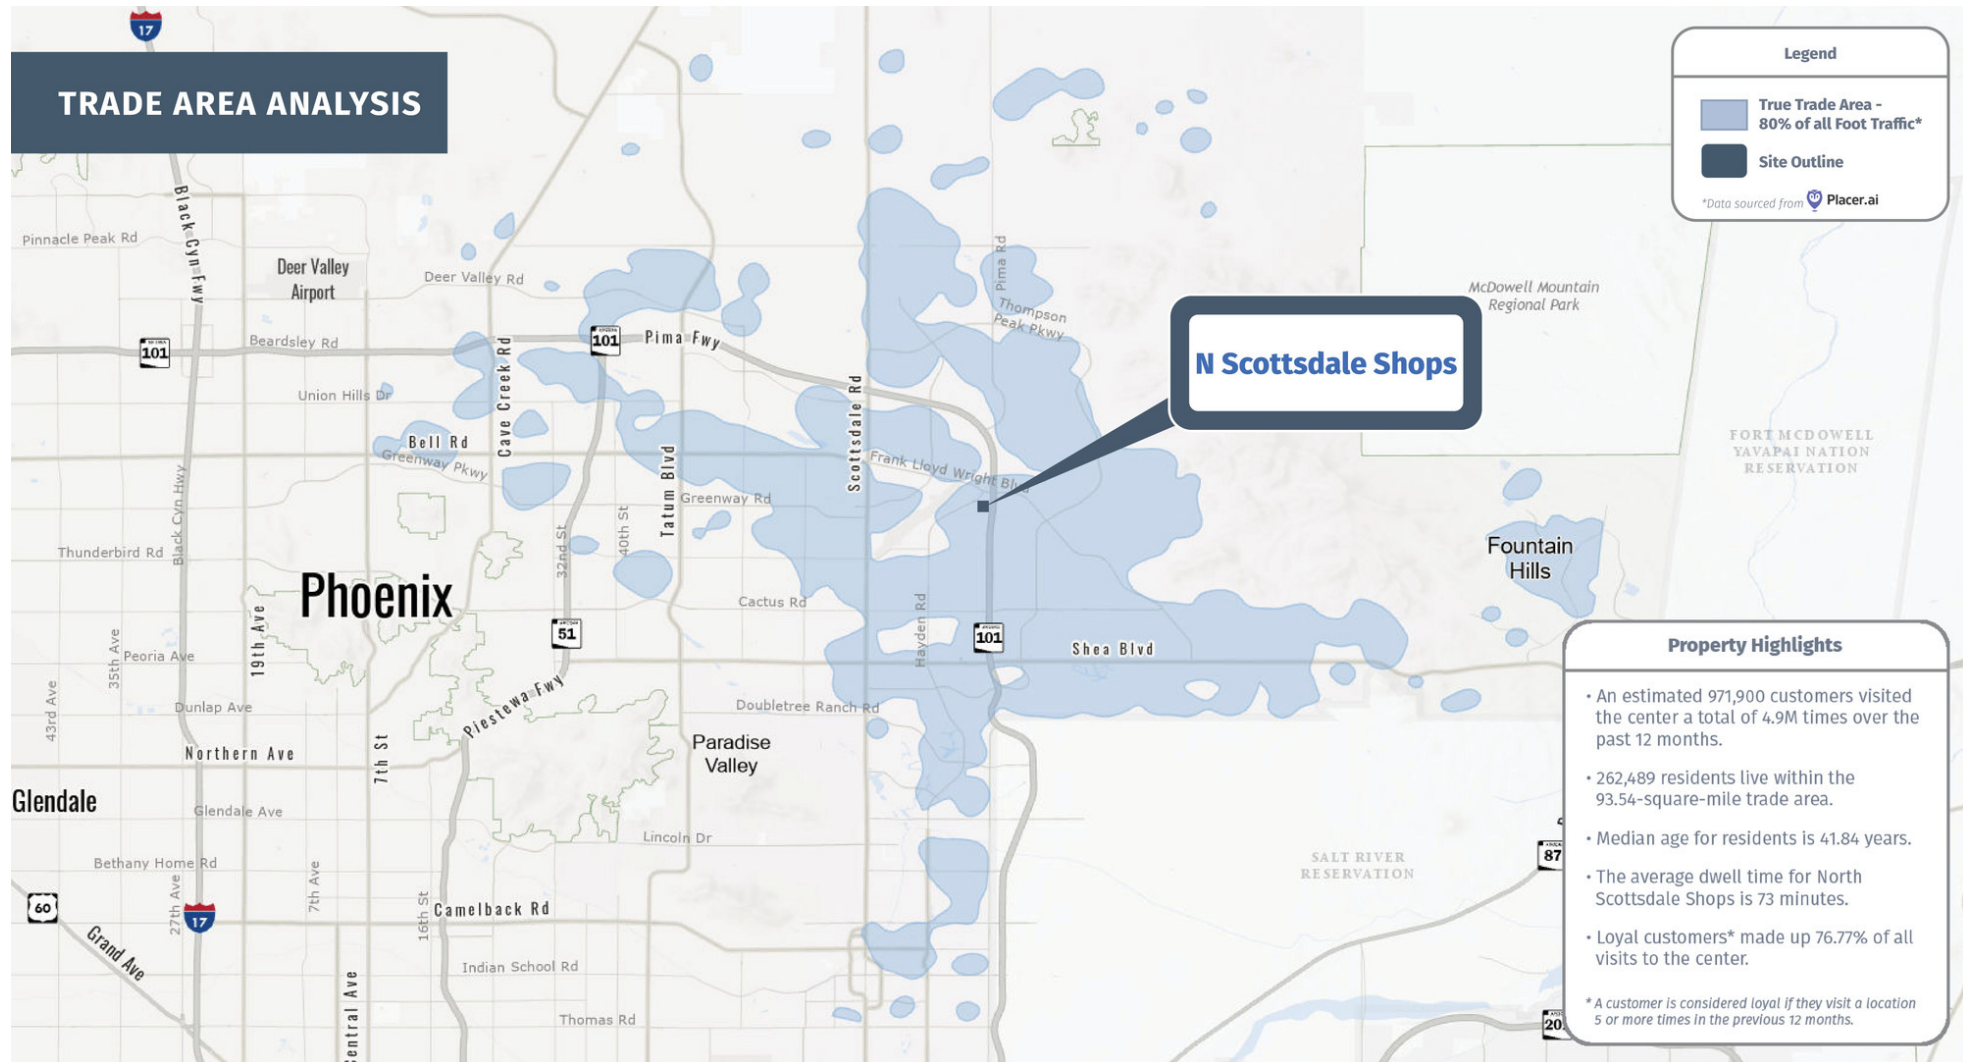 17
TRADE AREA ANALYSIS
Legend
True Trade Area -
80% of all Foot Traffic*
Site Outline
*Data sourced from Placer.ai
Black Cyn Fwy
Pinnacle Peak Rd
Deer Valley
Airport
Deer Valley Rd
Pima Rd
Thompson
Peak Pkwy
McDowell Mountain
Regional Park
101
Beardsley Rd
Cave Creek Rd
101
Pima Fwy
N Scottsdale Shops
Union Hills Dr
Scottsdale Rd
Bell Rd
Greenway Pkwy
Tatum Blvd
Frank Lloyd Wright Blvd
FORT MCDOWELL
YAVAPAI NATION
RESERVATION
Black Cyn Hwy
Greenway Rd
32nd St
40th St
Thunderbird Rd
Fountain
Hills
Phoenix
19th Ave
Cactus Rd
Hayden Rd
51
101
Shea Blvd
35th Ave
Peoria Ave
43rd Ave
Dunlap Ave
Piestewa Fwy
Doubletree Ranch Rd
Northern Ave
7th St
Paradise
Valley
Glendale
Glendale Ave
Lincoln Dr
Bethany Home Rd
SALT RIVER
RESERVATION
87
60
27th Ave
17
7th Ave
16th St
Camelback Rd
Grand Ave
Indian School Rd
Thomas Rd
entral Ave
20
Property Highlights
• An estimated 971,900 customers visited
the center a total of 4.9M times over the
past 12 months.
• 262,489 residents live within the
93.54-square-mile trade area.
• Median age for residents is 41.84 years.
• The average dwell time for North
Scottsdale Shops is 73 minutes.
• Loyal customers* made up 76.77% of all
visits to the center.
* A customer is considered loyal if they visit a location
5 or more times in the previous 12 months.